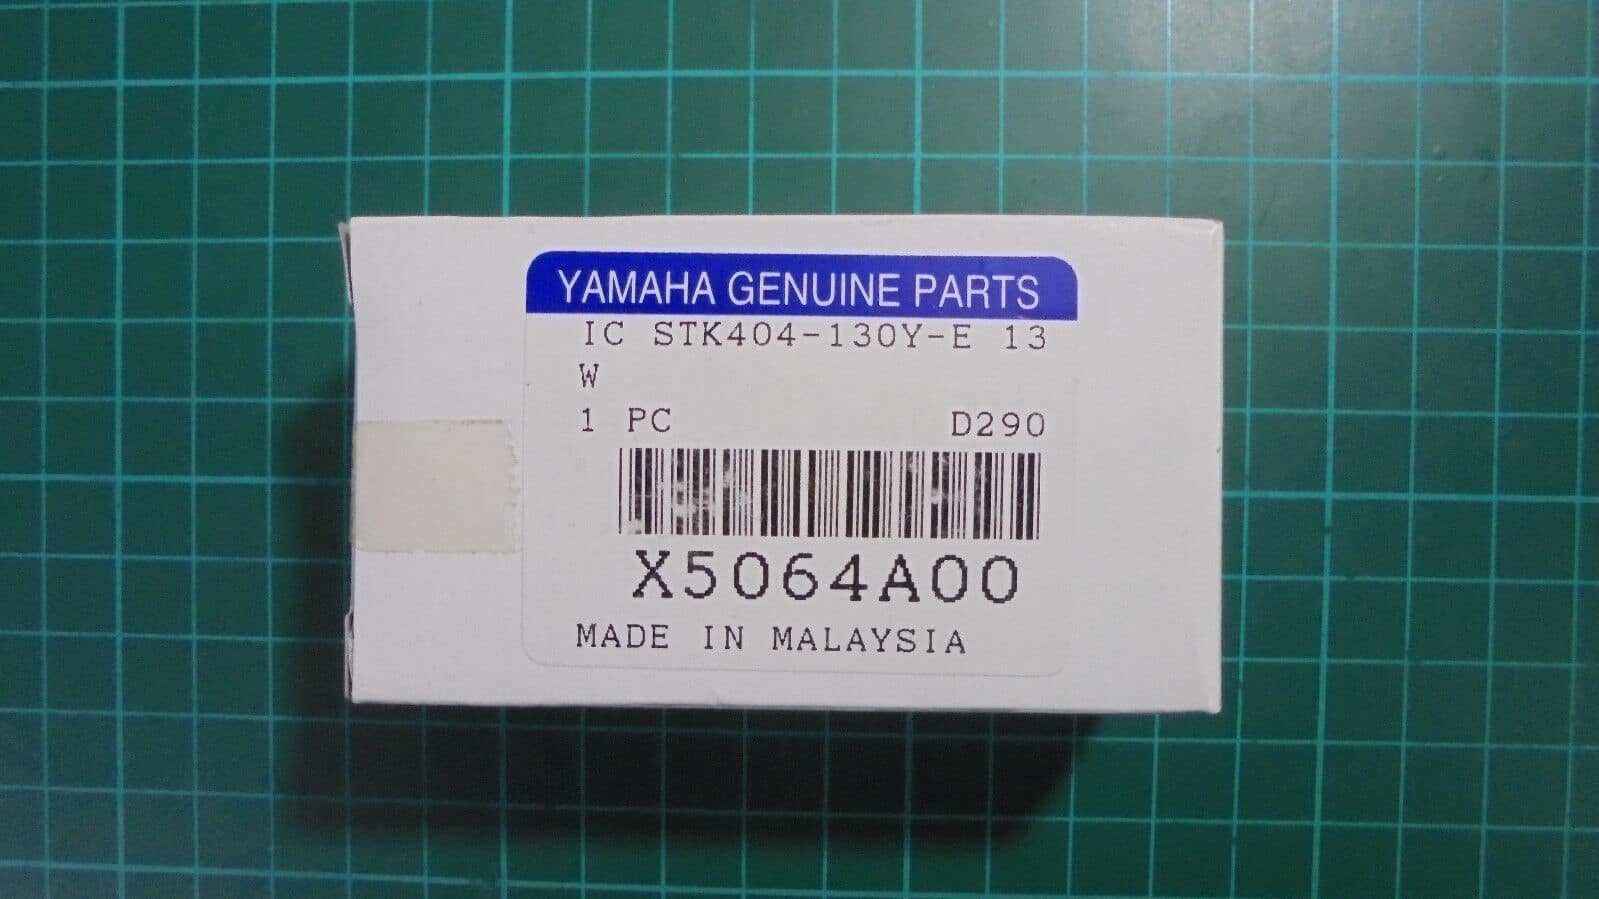 YAMAHA GENUINE PARTS
IC STK404-130Y-E 13
W
1 PC D290
X5064A00
MADE IN MALAYSIA